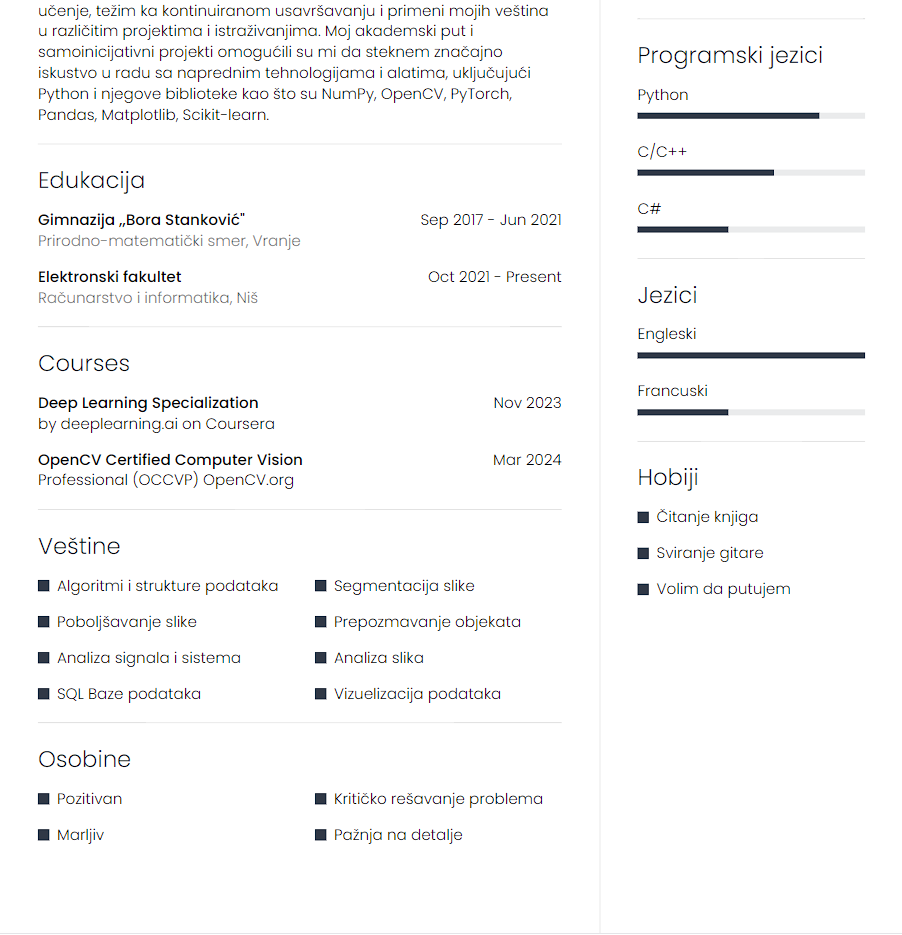 učenje, težim ka kontinuiranom usavršavanju i primeni mojih veština
u različitim projektima i istraživanjima. Moj akademski put i
samoinicijativni projekti omogućili su mi da steknem značajno
iskustvo u radu sa naprednim tehnologijama i alatima, uključujući
Python i njegove biblioteke kao što su NumPy, OpenCV, PyTorch,
Pandas, Matplotlib, Scikit-learn.
Edukacija
Gimnazija ,,Bora Stanković" Sep 2017 - Jun 2021
Prirodno-matematički smer, Vranje
Elektronski fakultet Oct 2021 - Present
Računarstvo i informatika, Niš
Courses
Deep Learning Specialization Nov 2023
by deeplearning.ai on Coursera
OpenCV Certified Computer Vision Mar 2024
Professional (OCCVP) OpenCV.org
Veštine
Algoritmi i strukture podataka
Segmentacija slike
Poboljšavanje slike
Prepozmavanje objekata
Analiza signala i sistema
Analiza slika
SQL Baze podataka
Vizuelizacija podataka
Osobine
Pozitivan
Kritičko rešavanje problema
Marljiv
Pažnja na detalje
Programski jezici
Python
C/C++
C#
Jezici
Engleski
Francuski
Hobiji
Čitanje knjiga
Sviranje gitare
Volim da putujem